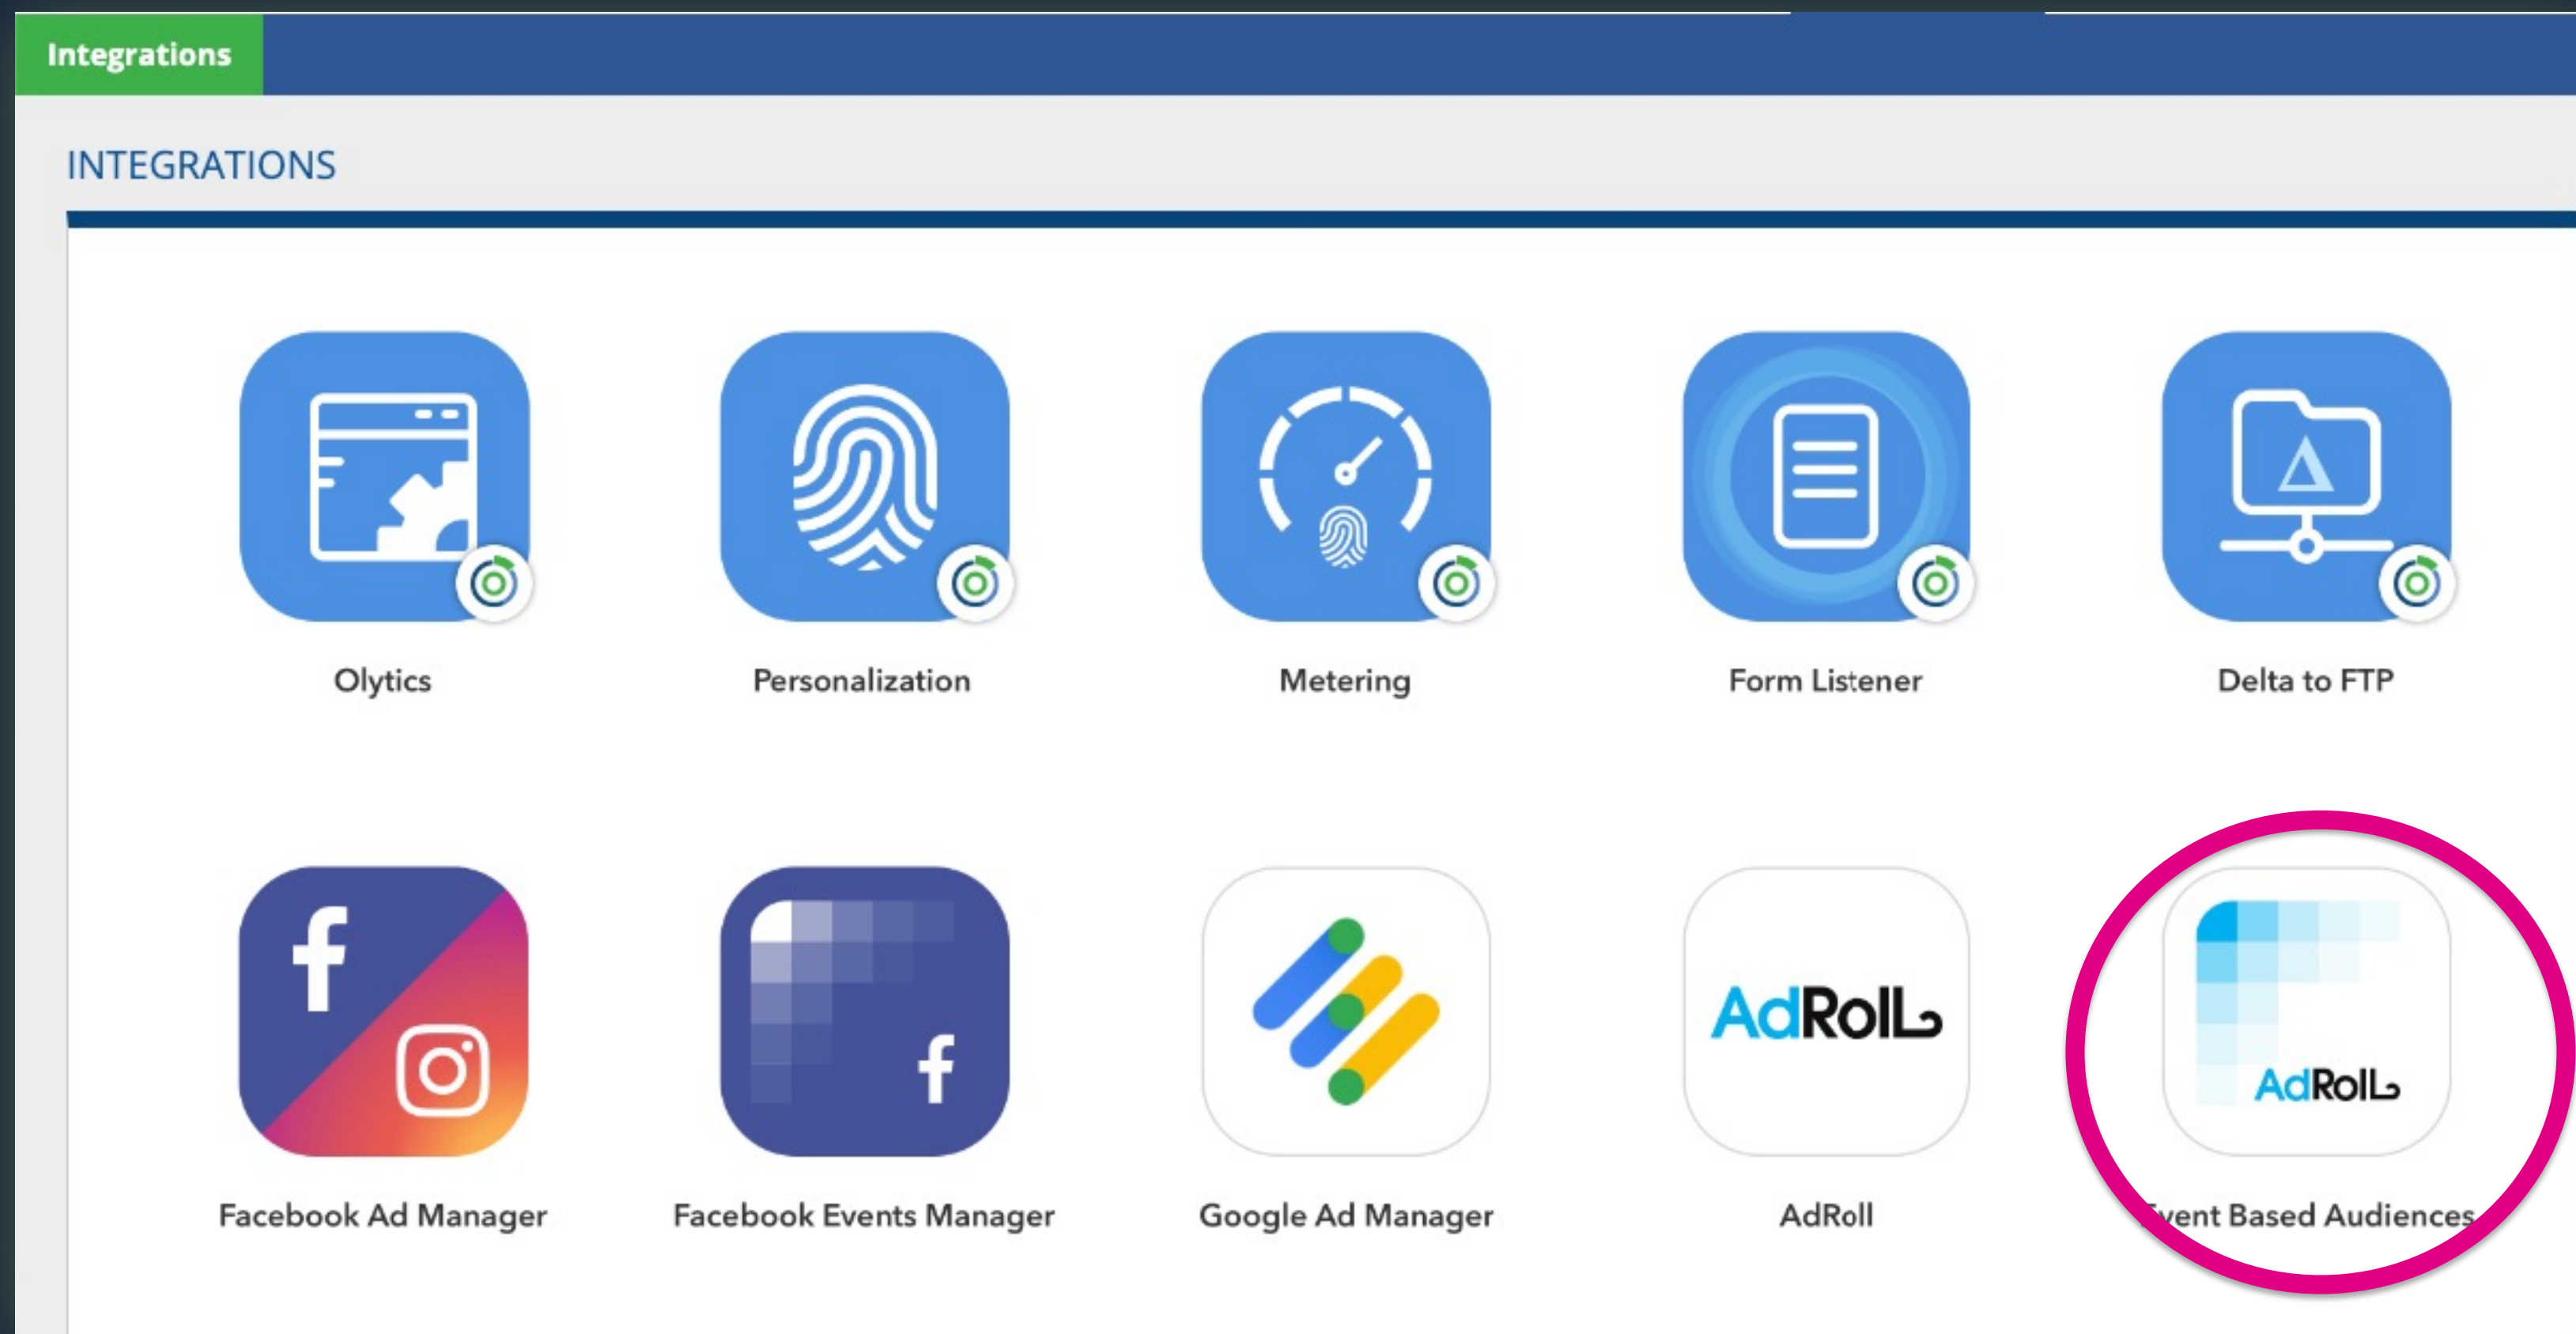 Integrations
INTEGRATIONS
Olytics
Personalization
Metering
Form Listener
Delta to FTP
AdRoll
AdRoll
Facebook Ad Manager
Facebook Events Manager
Google Ad Manager
AdRoll
Event Based Audiences